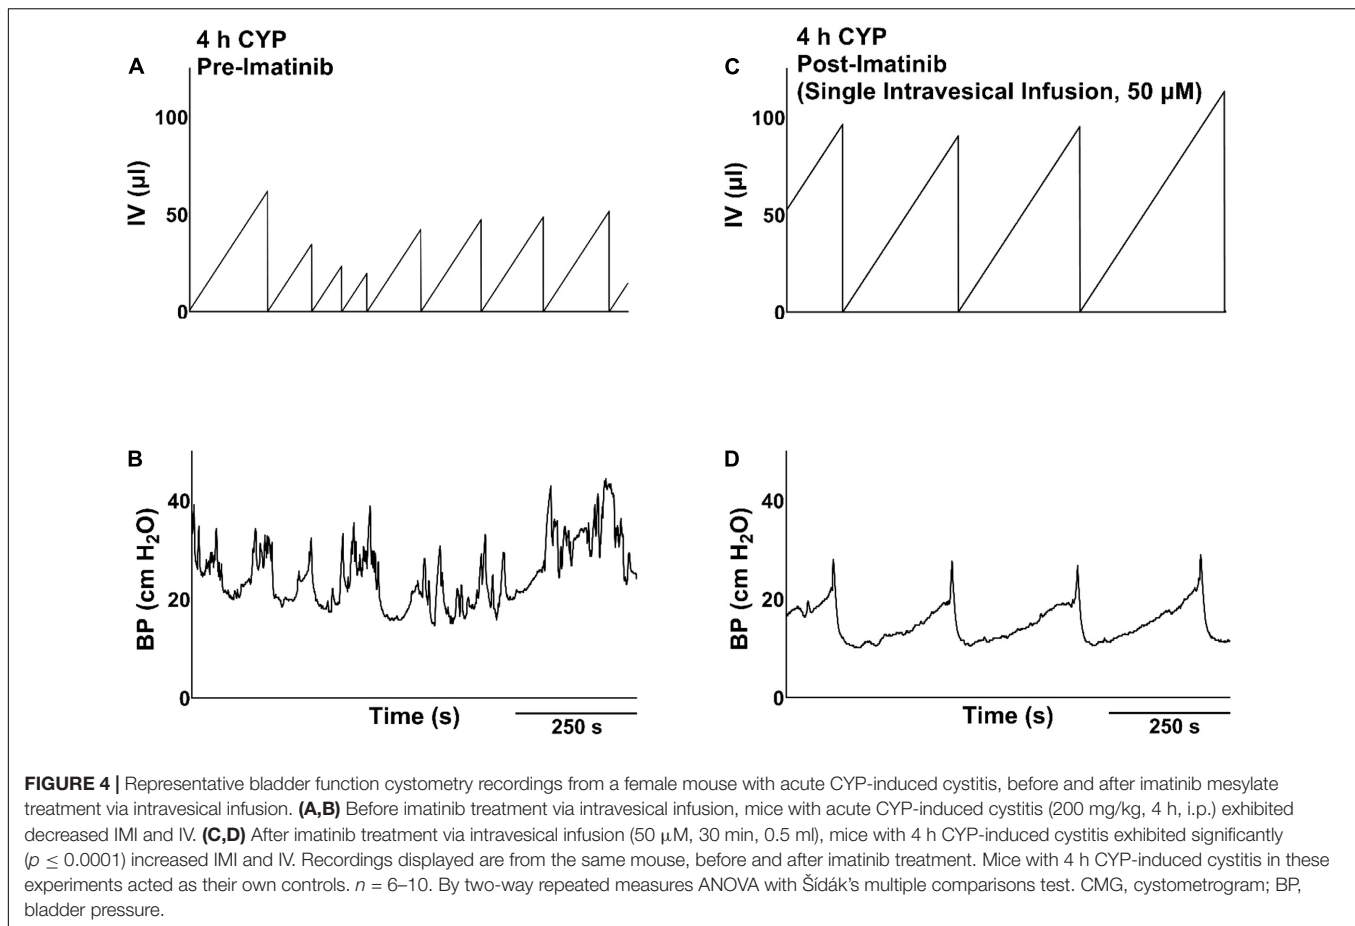 4 h CYP
Pre-Imatinib
A
100
50
0
IV (µl)
4 h CYP
Post-Imatinib
(Single Intravesical Infusion, 50 µM)
C
100
50
0
IV (µl)
B
40
20
0
BP (cm H₂O)
Time (s)
250 s
D
40
20
0
BP (cm H₂O)
Time (s)
250 s
FIGURE 4 | Representative bladder function cystometry recordings from a female mouse with acute CYP-induced cystitis, before and after imatinib mesylate
treatment via intravesical infusion. (A,B) Before imatinib treatment via intravesical infusion, mice with acute CYP-induced cystitis (200 mg/kg, 4 h, i.p.) exhibited
decreased IMI and IV. (C,D) After imatinib treatment via intravesical infusion (50 µM, 30 min, 0.5 ml), mice with 4 h CYP-induced cystitis exhibited significantly
(p ≤ 0.0001) increased IMI and IV. Recordings displayed are from the same mouse, before and after imatinib treatment. Mice with 4 h CYP-induced cystitis in these
experiments acted as their own controls. n = 6–10. By two-way repeated measures ANOVA with Šídák's multiple comparisons test. CMG, cystometrogram; BP,
bladder pressure.